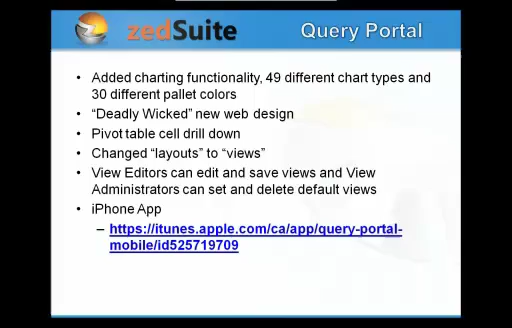 zedSuite
Query Portal
• Added charting functionality, 49 different chart types and
30 different pallet colors
• “Deadly Wicked” new web design
• Pivot table cell drill down
• Changed “layouts” to “views”
• View Editors can edit and save views and View
Administrators can set and delete default views
• iPhone App
– https://itunes.apple.com/ca/app/query-portal-
mobile/id525719709